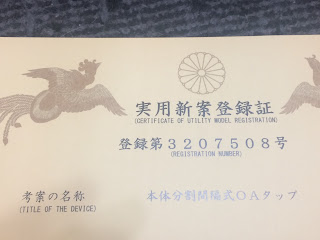 実用新案登録証
(CERTIFICATE OF UTILITY MODEL REGISTRATION)
登録第3207508号
(REGISTRATION NUMBER)
考案の名称 本体分割間隔式OAタップ
(TITLE OF THE DEVICE)